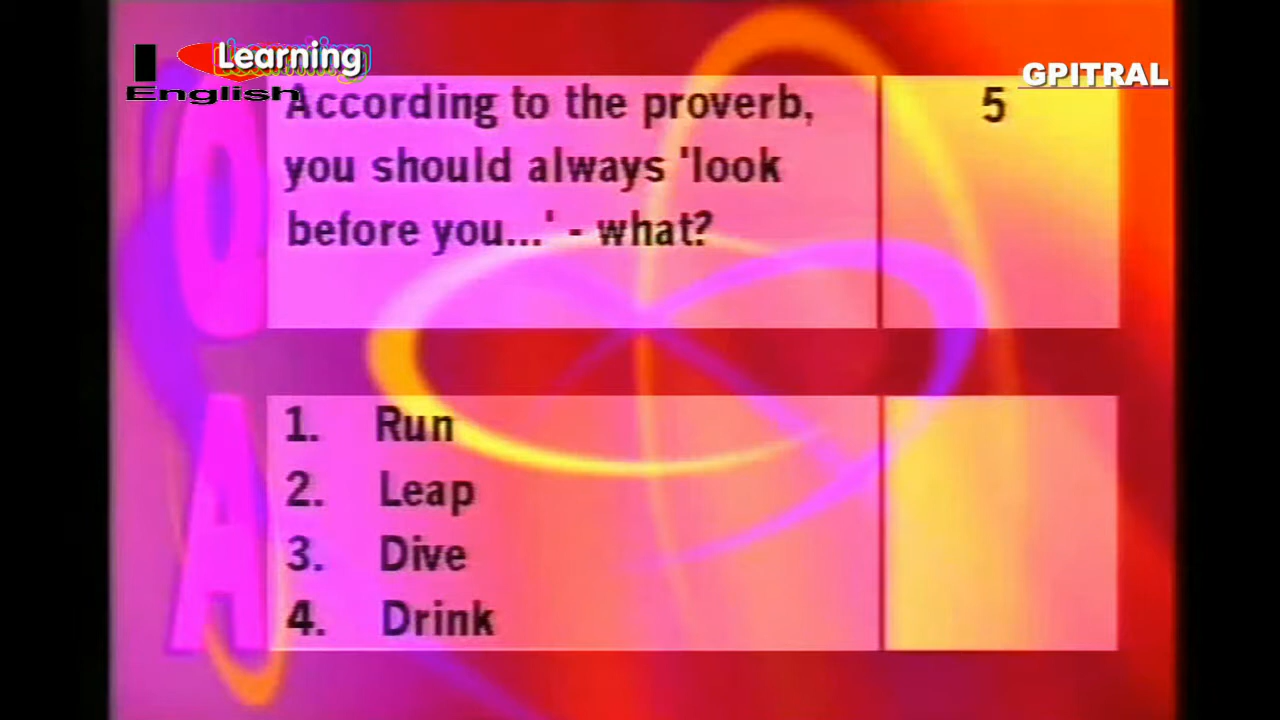 I Learning
English
GPITRAL
Q
According to the proverb,
you should always 'look
before you...' - what?
5
A
1. Run
2. Leap
3. Dive
4. Drink